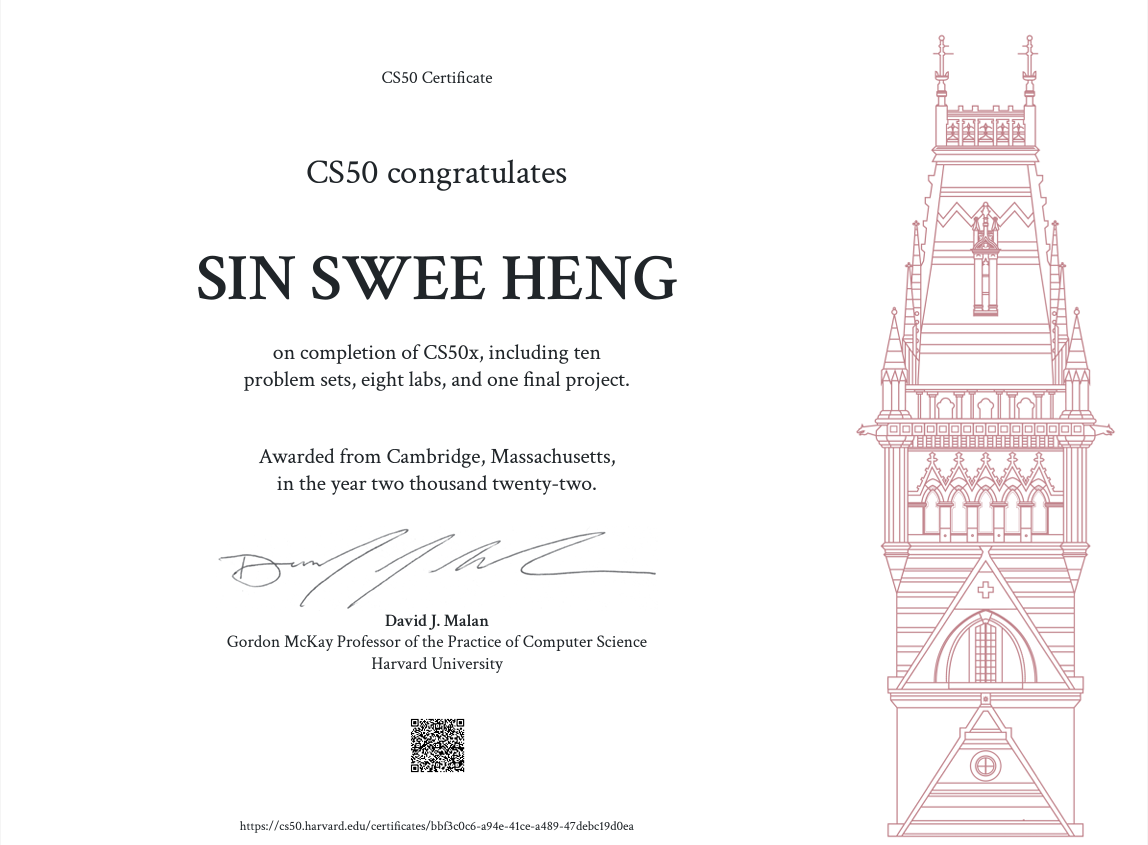 CS50 Certificate
CS50 congratulates
SIN SWEE HENG
on completion of CS50x, including ten
problem sets, eight labs, and one final project.
Awarded from Cambridge, Massachusetts,
in the year two thousand twenty-two.
David J. Malan
Gordon McKay Professor of the Practice of Computer Science
Harvard University
https://cs50.harvard.edu/certificates/bbf3c0c6-a94e-41ce-a489-47debc19d0ea